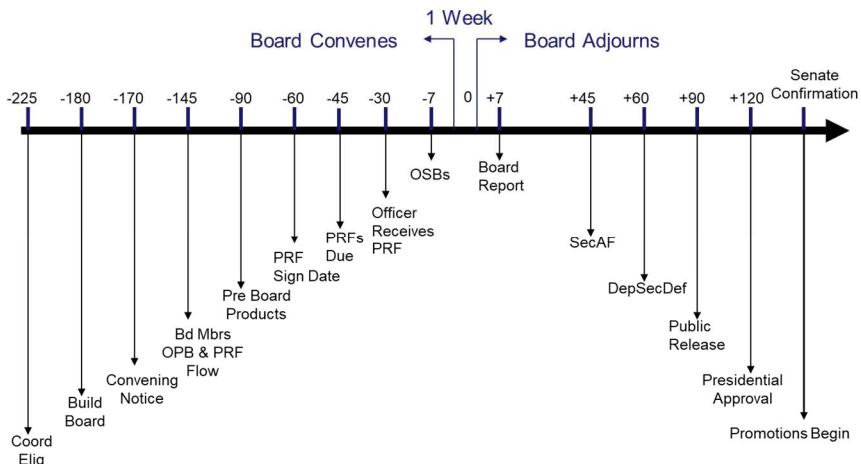 1 Week
Board Convenes
Board Adjourns
Senate
Confirmation
-225
-180
-170
-145
-90
-60
-45
-30
-7
0
+7
+45
+60
+90
+120
OSBs
Board
Report
Officer
Receives
PRF
PRFs
Due
PRF
Sign Date
SecAF
Pre Board
Products
DepSecDef
Bd Mbrs
OPB & PRF
Flow
Public
Release
Convening
Notice
Presidential
Approval
Build
Board
Promotions Begin
Coord
Elig